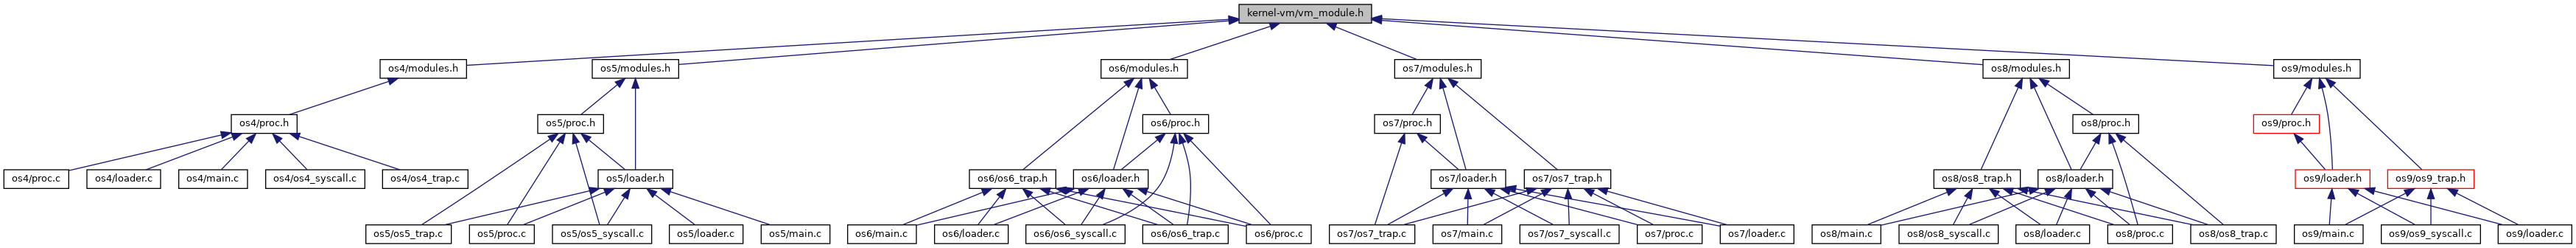 kernel-vm/vm_module.h
os4/modules.h
os5/modules.h
os6/modules.h
os7/modules.h
os8/modules.h
os9/modules.h
os4/proc.h
os5/proc.h
os6/proc.h
os7/proc.h
os8/proc.h
os9/proc.h
os4/proc.c
os4/loader.c
os4/main.c
os4/os4_syscall.c
os4/os4_trap.c
os5/loader.h
os6/os6_trap.h
os6/loader.h
os7/loader.h
os7/os7_trap.h
os8/os8_trap.h
os8/loader.h
os9/loader.h
os9/os9_trap.h
os5/os5_trap.c
os5/proc.c
os5/os5_syscall.c
os5/loader.c
os5/main.c
os6/main.c
os6/loader.c
os6/os6_syscall.c
os6/os6_trap.c
os6/proc.c
os7/os7_trap.c
os7/main.c
os7/os7_syscall.c
os7/proc.c
os7/loader.c
os8/main.c
os8/os8_syscall.c
os8/loader.c
os8/proc.c
os8/os8_trap.c
os9/main.c
os9/os9_syscall.c
os9/loader.c